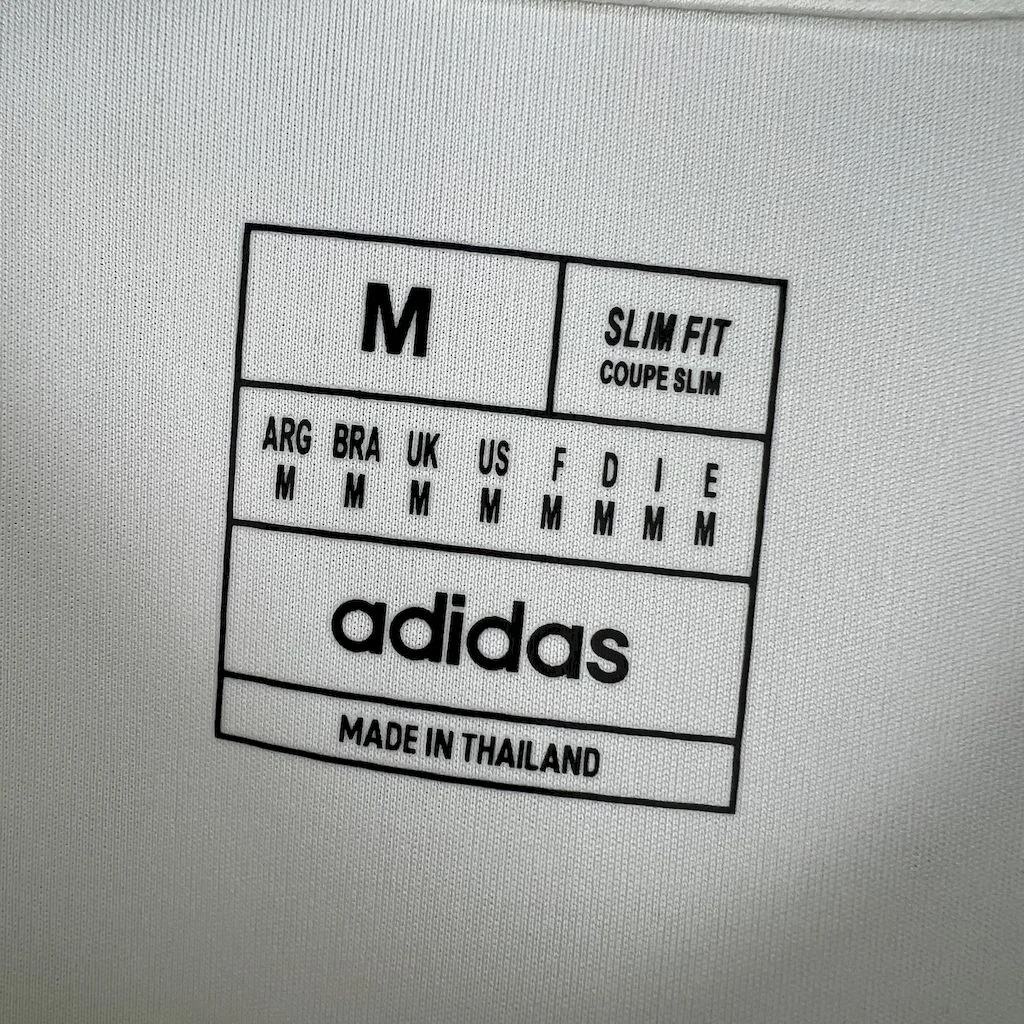 M
SLIM FIT
COUPE SLIM
ARG BRA UK US F D I E
M M M M M M M M
adidas
MADE IN THAILAND